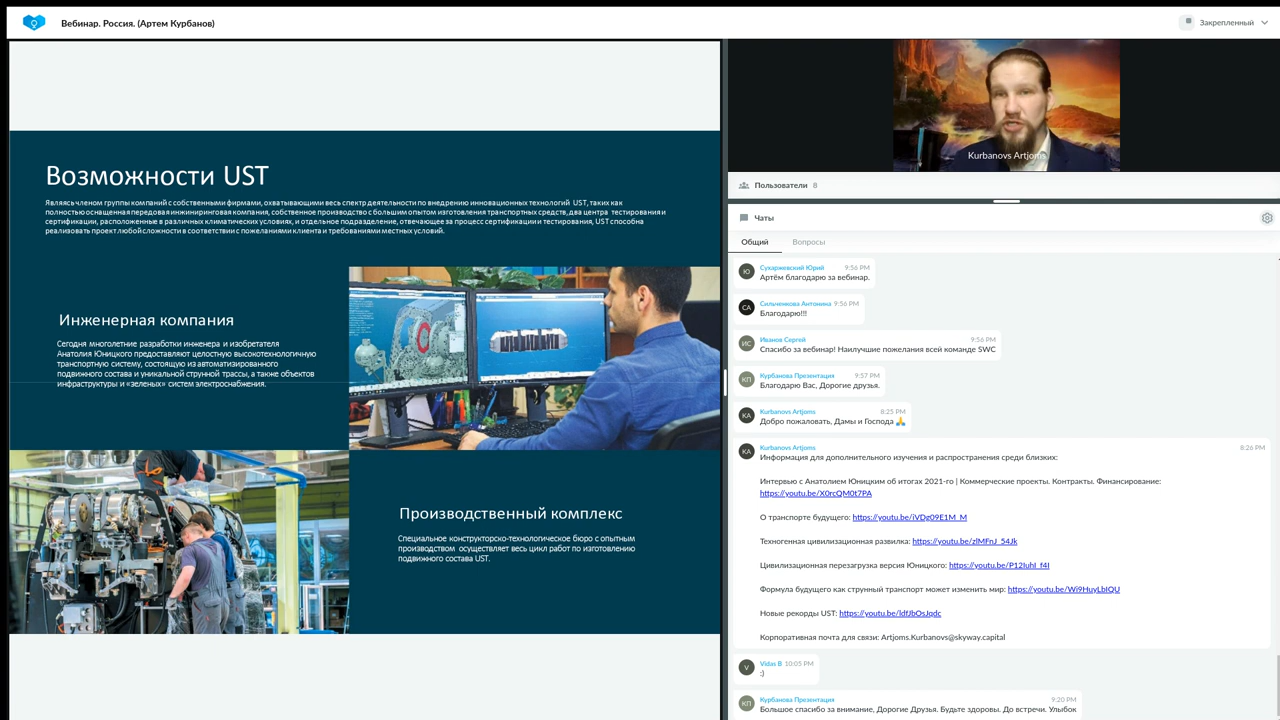 Вебинар. Россия. (Артем Курбанов)
Закрепленный
Возможности UST
Являясь членом группы компаний с собственными фирмами, охватывающими весь спектр деятельности по внедрению инновационных технологий UST, таких как
полностью оснащенная передовая инжиниринговая компания, собственное производство с большим опытом изготовления транспортных средств, два центра тестирования и
сертификации, расположенные в различных климатических условиях, и отдельное подразделение, отвечающее за процесс сертификации и тестирования, UST способна
реализовать проект любой сложности в соответствии с пожеланиями клиента и требованиями местных условий.
Инженерная компания
Сегодня многолетние разработки инженера и изобретателя
Анатолия Юницкого предоставляют целостную высокотехнологичную
транспортную систему, состоящую из автоматизированного
подвижного состава и уникальной струнной трассы, а также объектов
инфраструктуры и «зеленых» систем электроснабжения.
Производственный комплекс
Специальное конструкторско-технологическое бюро с опытным
производством осуществляет весь цикл работ по изготовлению
подвижного состава UST.
Kurbanovs Artjoms
Пользователи 8
Чаты
Общий Вопросы
Ю Сухаржевский Юрий 9:56 PM
Артём благодарю за вебинар.
СА Сильченкова Антонина 9:56 PM
Благодарю!!!
ИС Иванов Сергей 9:56 PM
Спасибо за вебинар! Наилучшие пожелания всей команде SWC
КП Курбанова Презентация 9:57 PM
Благодарю Вас, Дорогие друзья.
KA Kurbanovs Artjoms 8:25 PM
Добро пожаловать, Дамы и Господа 🙏
KA Kurbanovs Artjoms 8:26 PM
Информация для дополнительного изучения и распространения среди близких:
Интервью с Анатолием Юницким об итогах 2021-го | Коммерческие проекты. Контракты. Финансирование:
https://youtu.be/X0rcQM0t7PA
О транспорте будущего: https://youtu.be/iVDg09E1M_M
Техногенная цивилизационная развилка: https://youtu.be/zlMFnJ_54Jk
Цивилизационная перезагрузка версия Юницкого: https://youtu.be/P12IuhI_f4I
Формула будущего как струнный транспорт может изменить мир: https://youtu.be/Wi9HuyLbIQU
Новые рекорды UST: https://youtu.be/ldfJbOsJqdc
Корпоративная почта для связи: Artjoms.Kurbanovs@skyway.capital
V Vidas B 10:05 PM
:)
КП Курбанова Презентация 9:20 PM
Большое спасибо за внимание, Дорогие Друзья. Будьте здоровы. До встречи. Улыбок